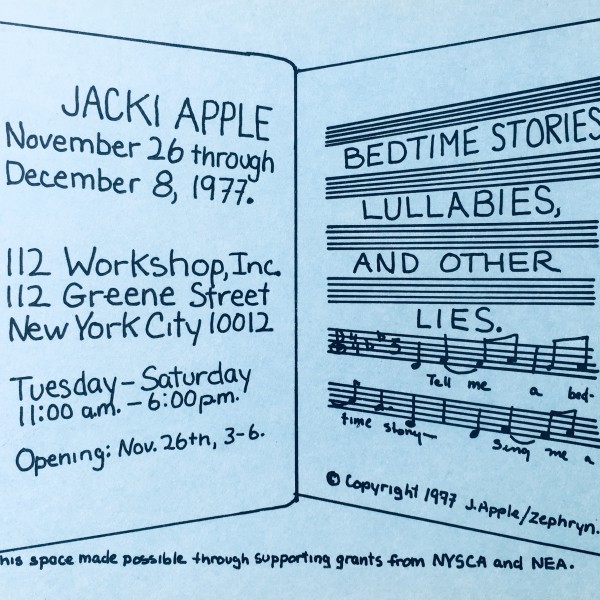 JACKI APPLE
November 26 through
December 8, 1977.
112 Workshop, Inc.
112 Greene Street
New York City 10012
Tuesday – Saturday
11:00 a.m. – 6:00 p.m.
Opening: Nov. 26th, 3-6.
BEDTIME STORIES
LULLABIES,
AND OTHER
LIES.
Tell me a bed-
time story—
Sing me a
© Copyright 1997 J.Apple/Zephryn.
his space made possible through supporting grants from NYSCA and NEA.